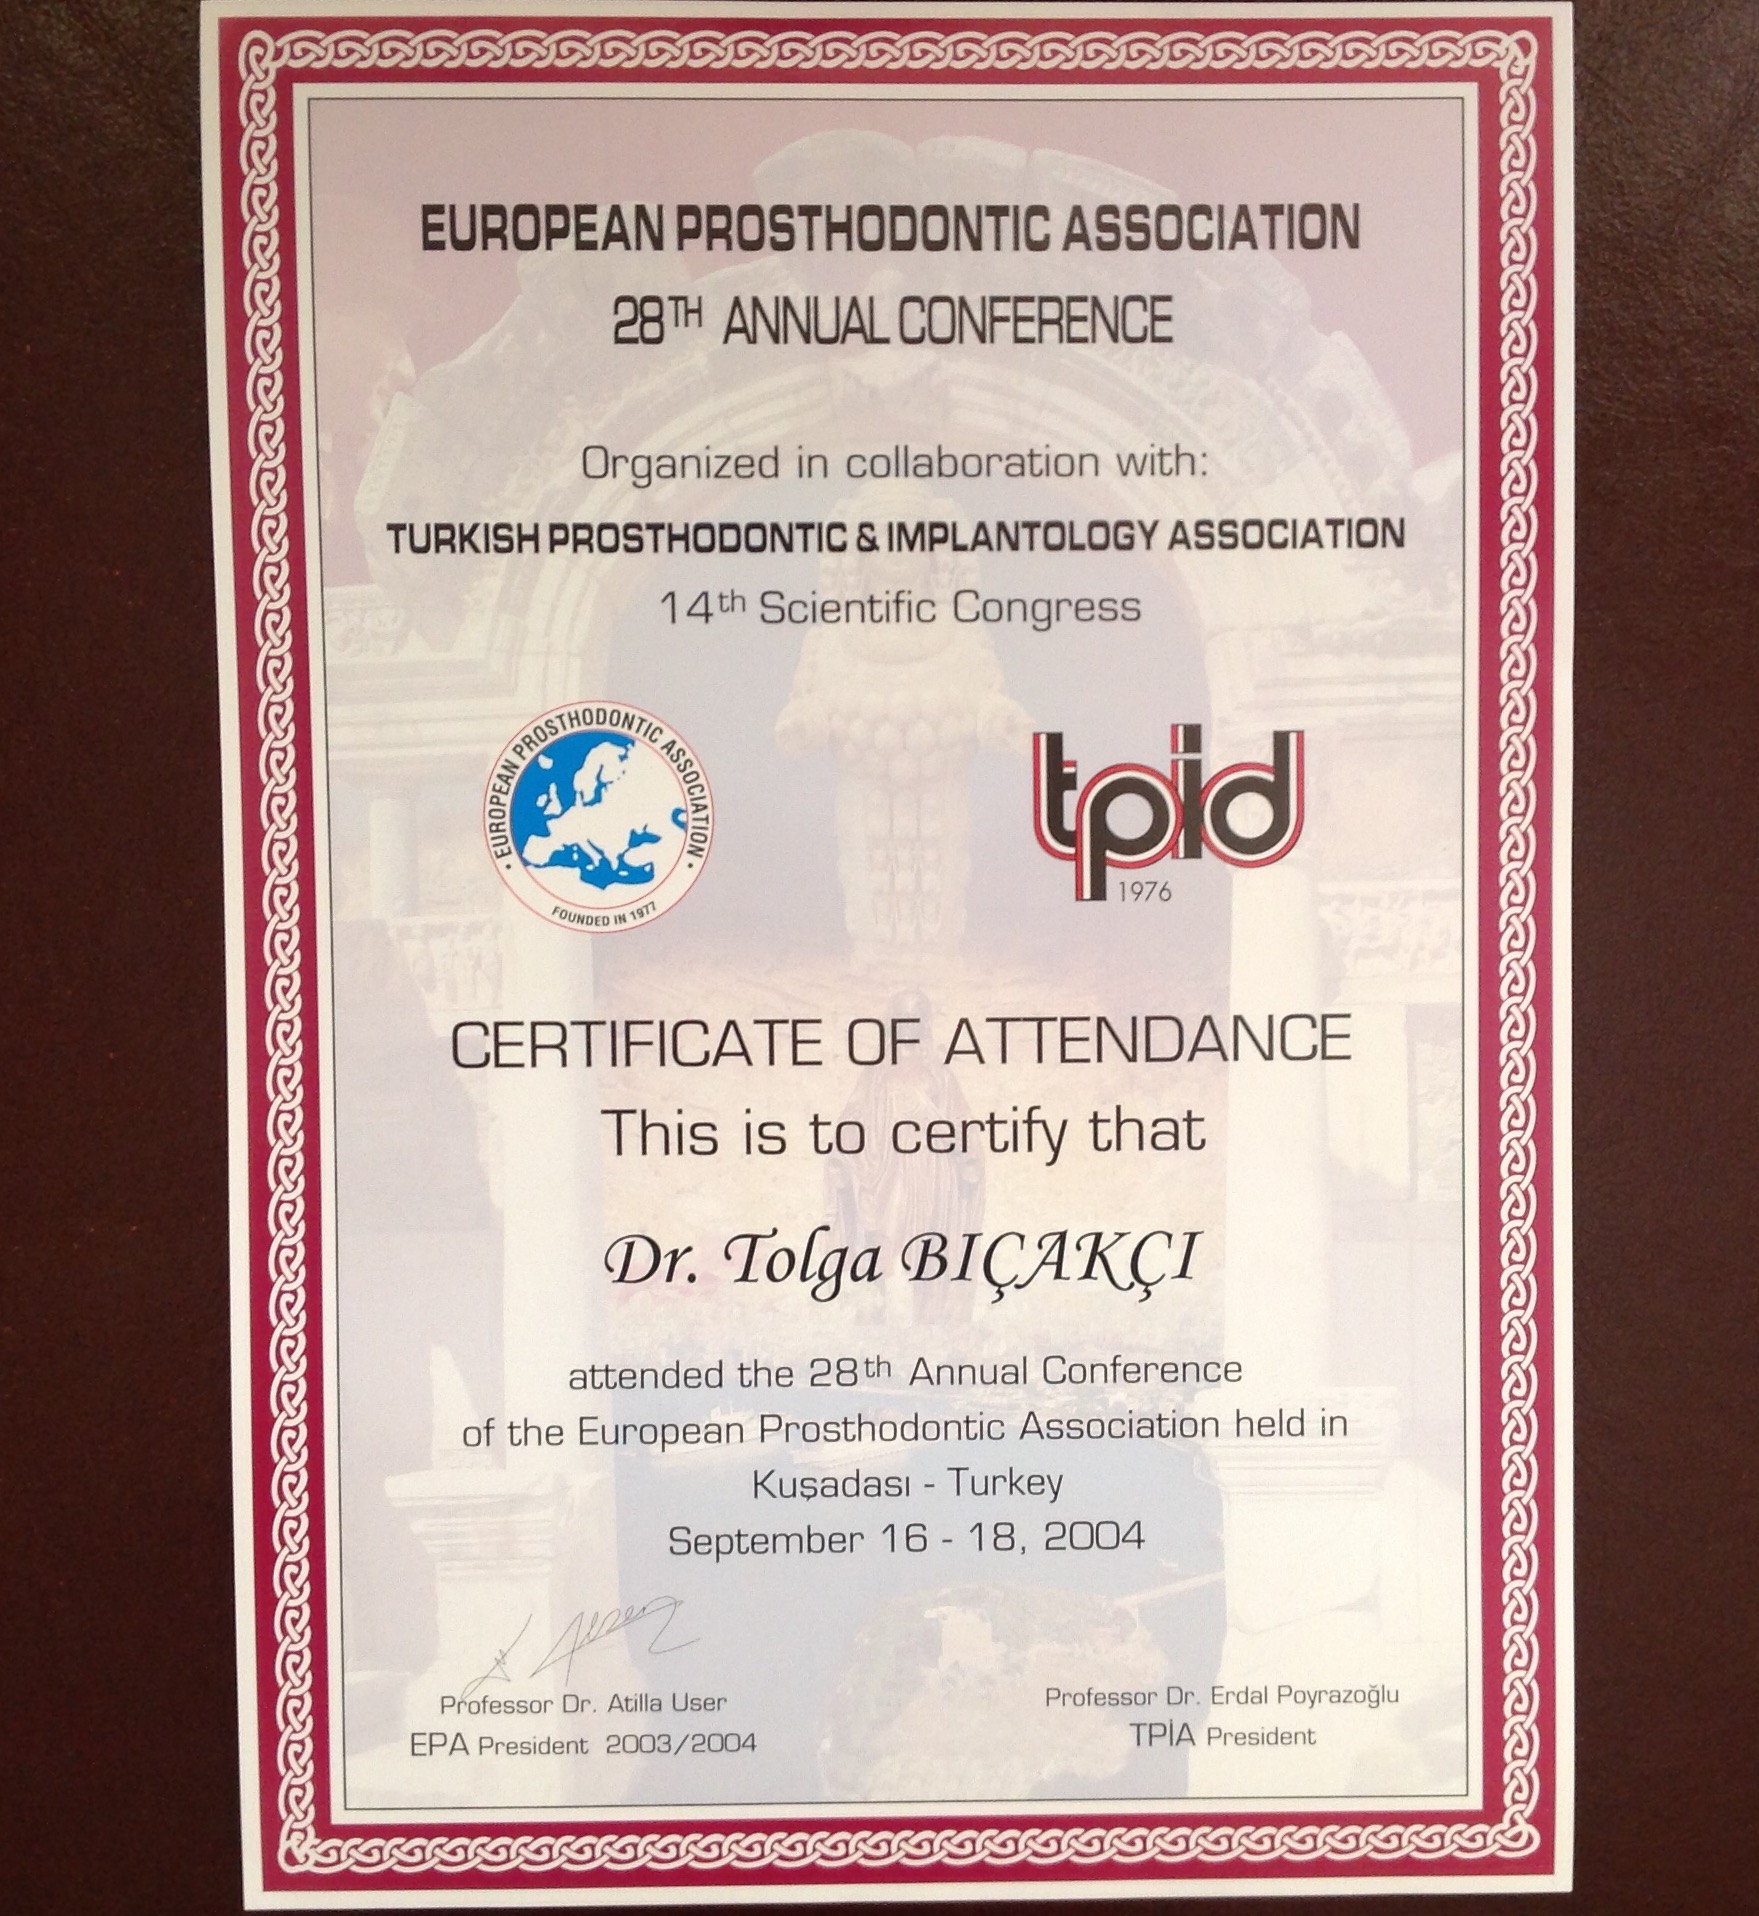 EUROPEAN PROSTHODONTIC ASSOCIATION
28TH ANNUAL CONFERENCE
Organized in collaboration with:
TURKISH PROSTHODONTIC & IMPLANTOLOGY ASSOCIATION
14th Scientific Congress
• EUROPEAN PROSTHODONTIC ASSOCIATION •
FOUNDED IN 1977
tpid
1976
CERTIFICATE OF ATTENDANCE
This is to certify that
Dr. Tolga BIÇAKÇI
attended the 28th Annual Conference
of the European Prosthodontic Association held in
Kuşadası - Turkey
September 16 - 18, 2004
Professor Dr. Atilla User
EPA President 2003/2004
Professor Dr. Erdal Poyrazoğlu
TPİA President